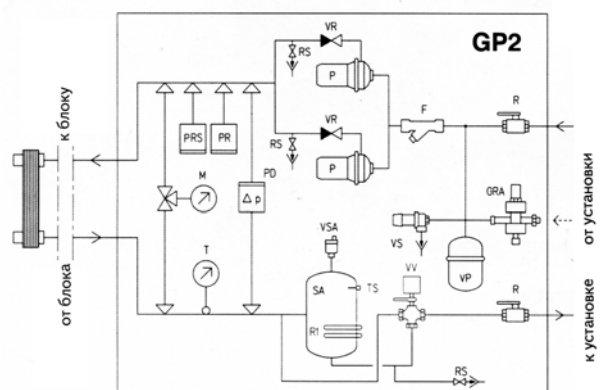 GP2
VR
RS
P
VR
RS
P
F
R
PRS
PR
M
PD
Δp
T
GRA
VS
VP
VSA
SA
TS
R1
VV
R
RS
к блоку
от блока
от установки
к установке